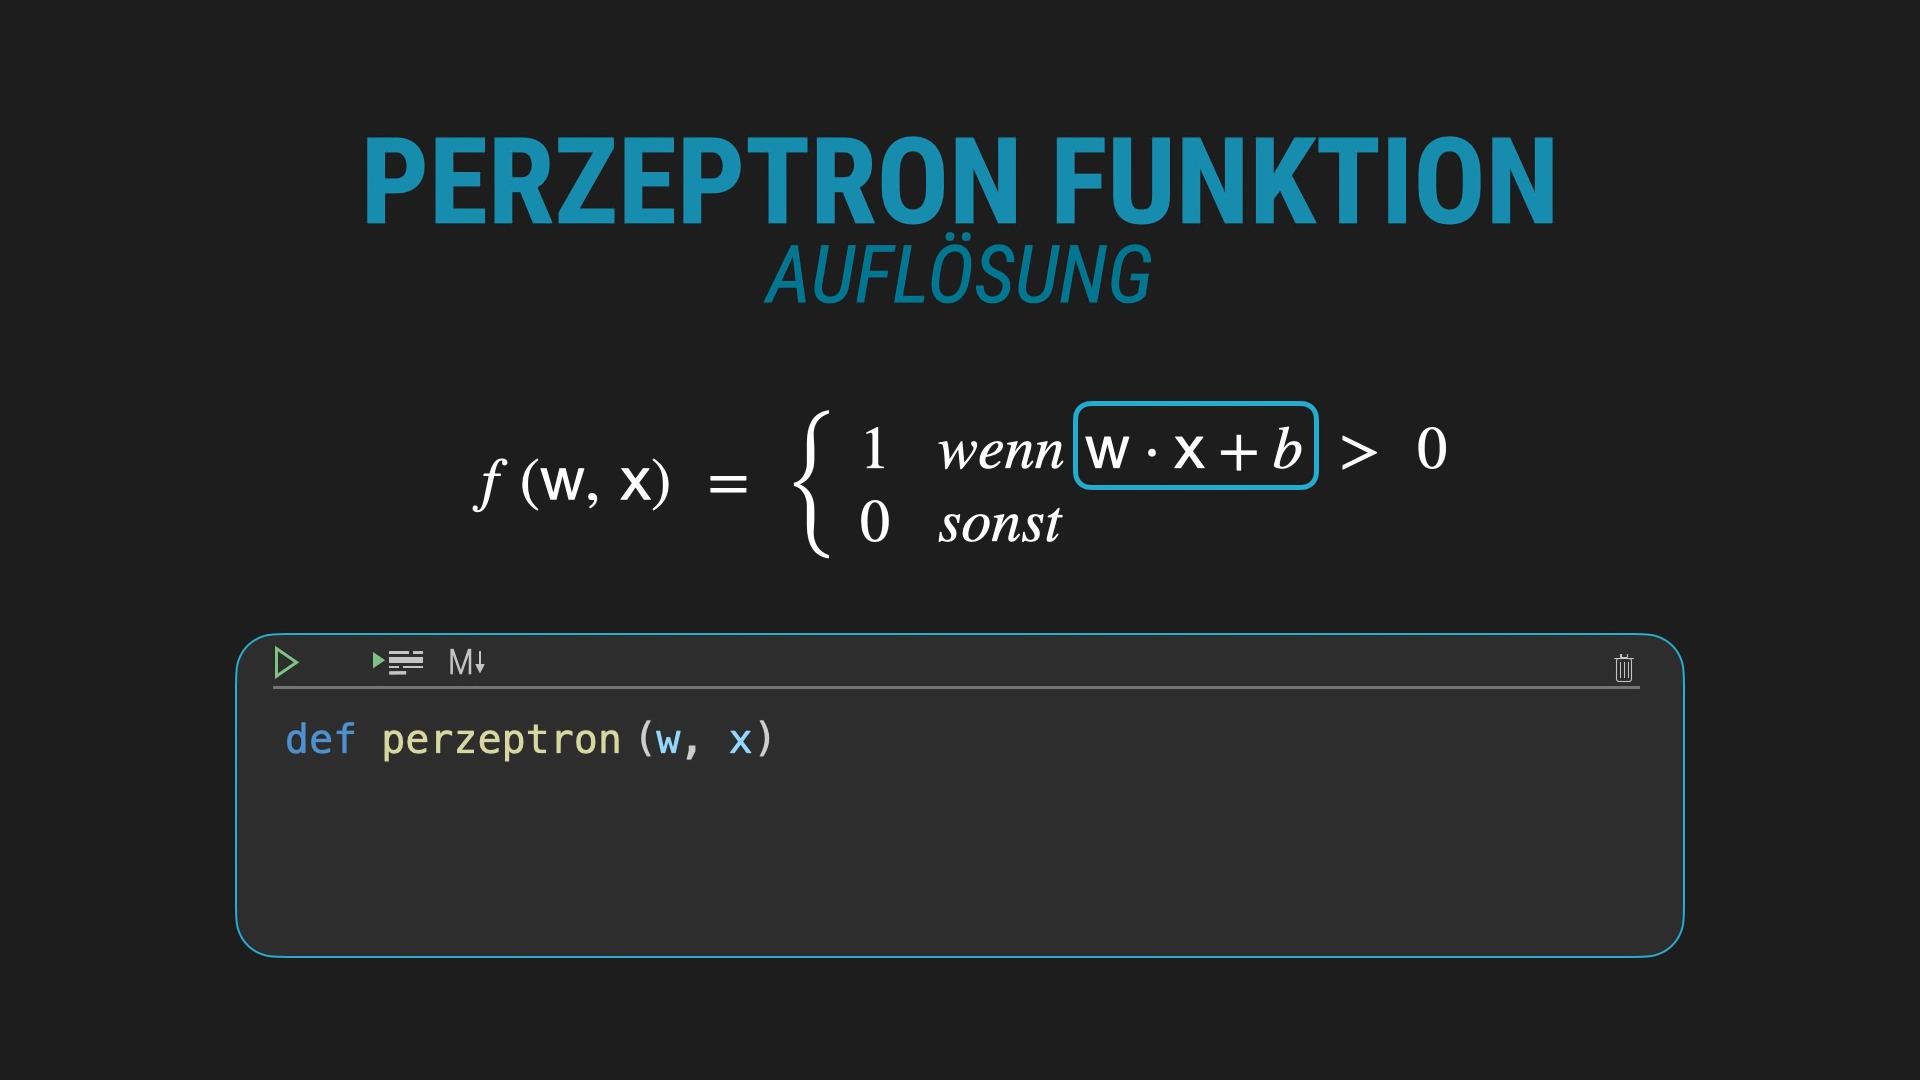 PERZEPTRON FUNKTION
AUFLÖSUNG
f (w, x) = { 1 wenn w · x + b > 0
0 sonst
M↓
def perzeptron (w, x)